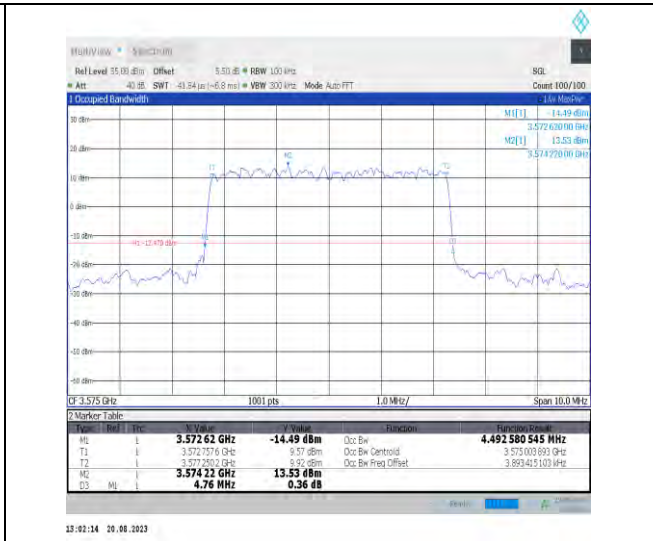 MultiView Spectrum
Ref Level 35.00 dBm Offset 5.50 dB RBW 100 kHz SGL
Att 40 dB SWT VBW 300 kHz Mode Auto FFT Count 100/100
1 Occupied Bandwidth
M1[1] -14.49 dBm
3.57262000 GHz
M2[1] 13.53 dBm
3.57422000 GHz
30 dBm
20 dBm
T1 M2 T2
10 dBm
0 dBm
-10 dBm
M1
D3
-20 dBm
-30 dBm
-40 dBm
-50 dBm
-60 dBm
CF 3.575 GHz 1001 pts 1.0 MHz/ Span 10.0 MHz
2 Marker Table
Type Ref Trc X Value Y Value Function Function Result
M1 1 3.572 62 GHz -14.49 dBm Occ Bw 4.492 580 545 MHz
T1 1 3.5727576 GHz 9.57 dBm Occ Bw Centroid 3.575 003 893 GHz
T2 1 3.5772502 GHz 9.92 dBm Occ Bw Freq Offset 3.893 415 103 kHz
M2 1 3.574 22 GHz 13.53 dBm
D3 M1 1 4.76 MHz 0.36 dB
13:02:14 20.08.2023